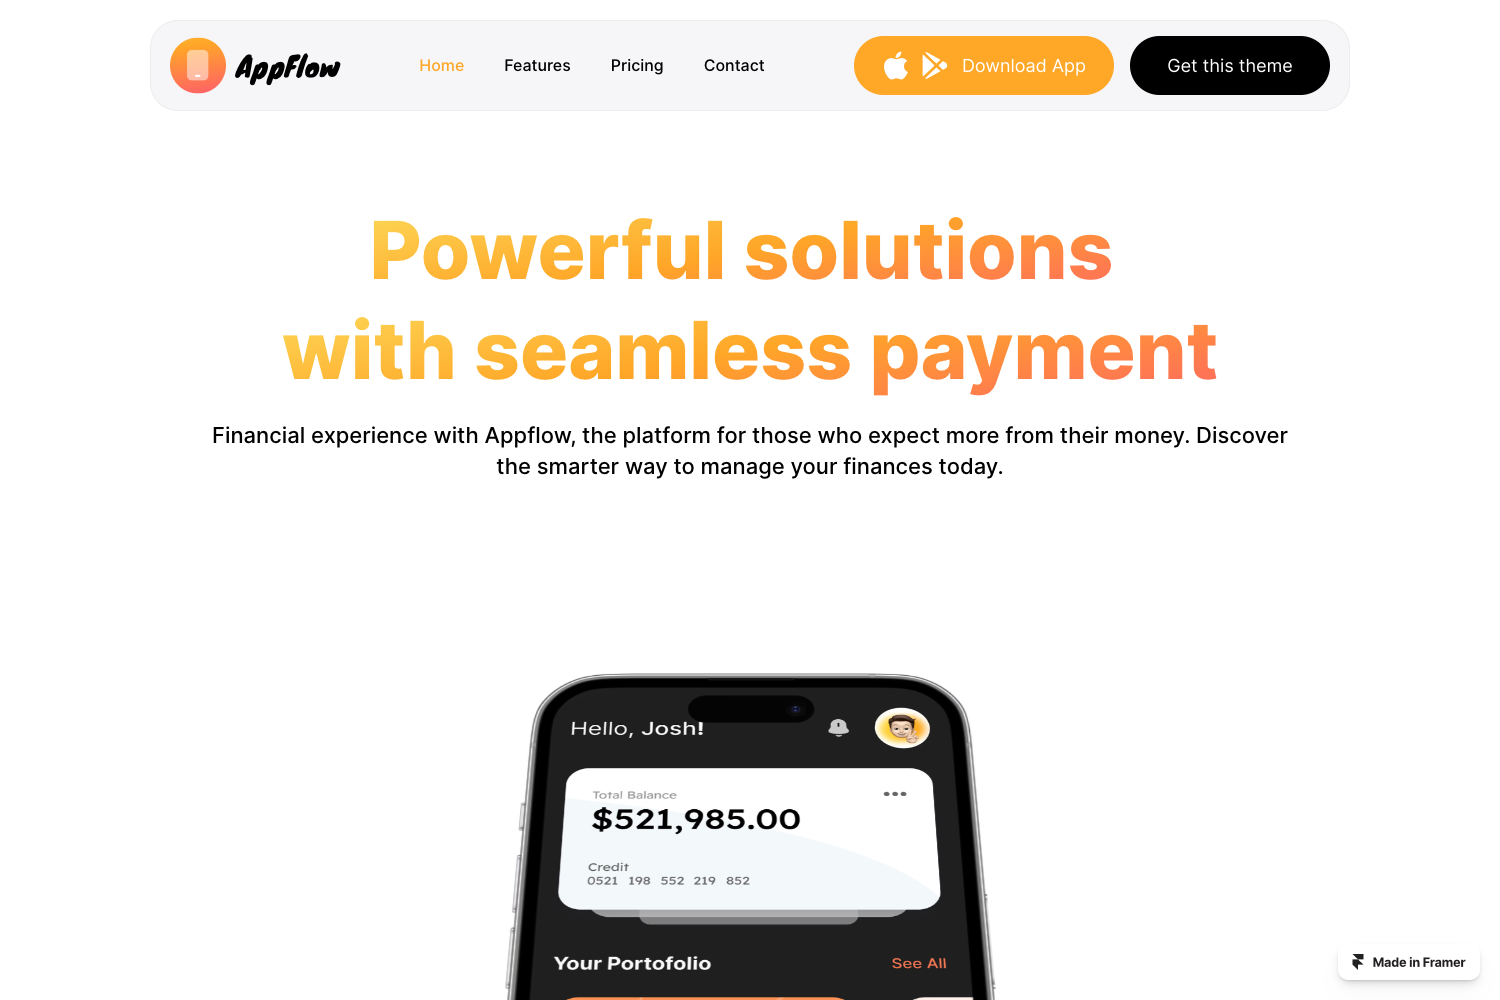 AppFlow
Home
Features
Pricing
Contact
Download App
Get this theme
Powerful solutions
with seamless payment
Financial experience with Appflow, the platform for those who expect more from their money. Discover
the smarter way to manage your finances today.
Hello, Josh!
Total Balance
$521,985.00
Credit
0521 198 552 219 852
Your Portofolio
See All
Made in Framer